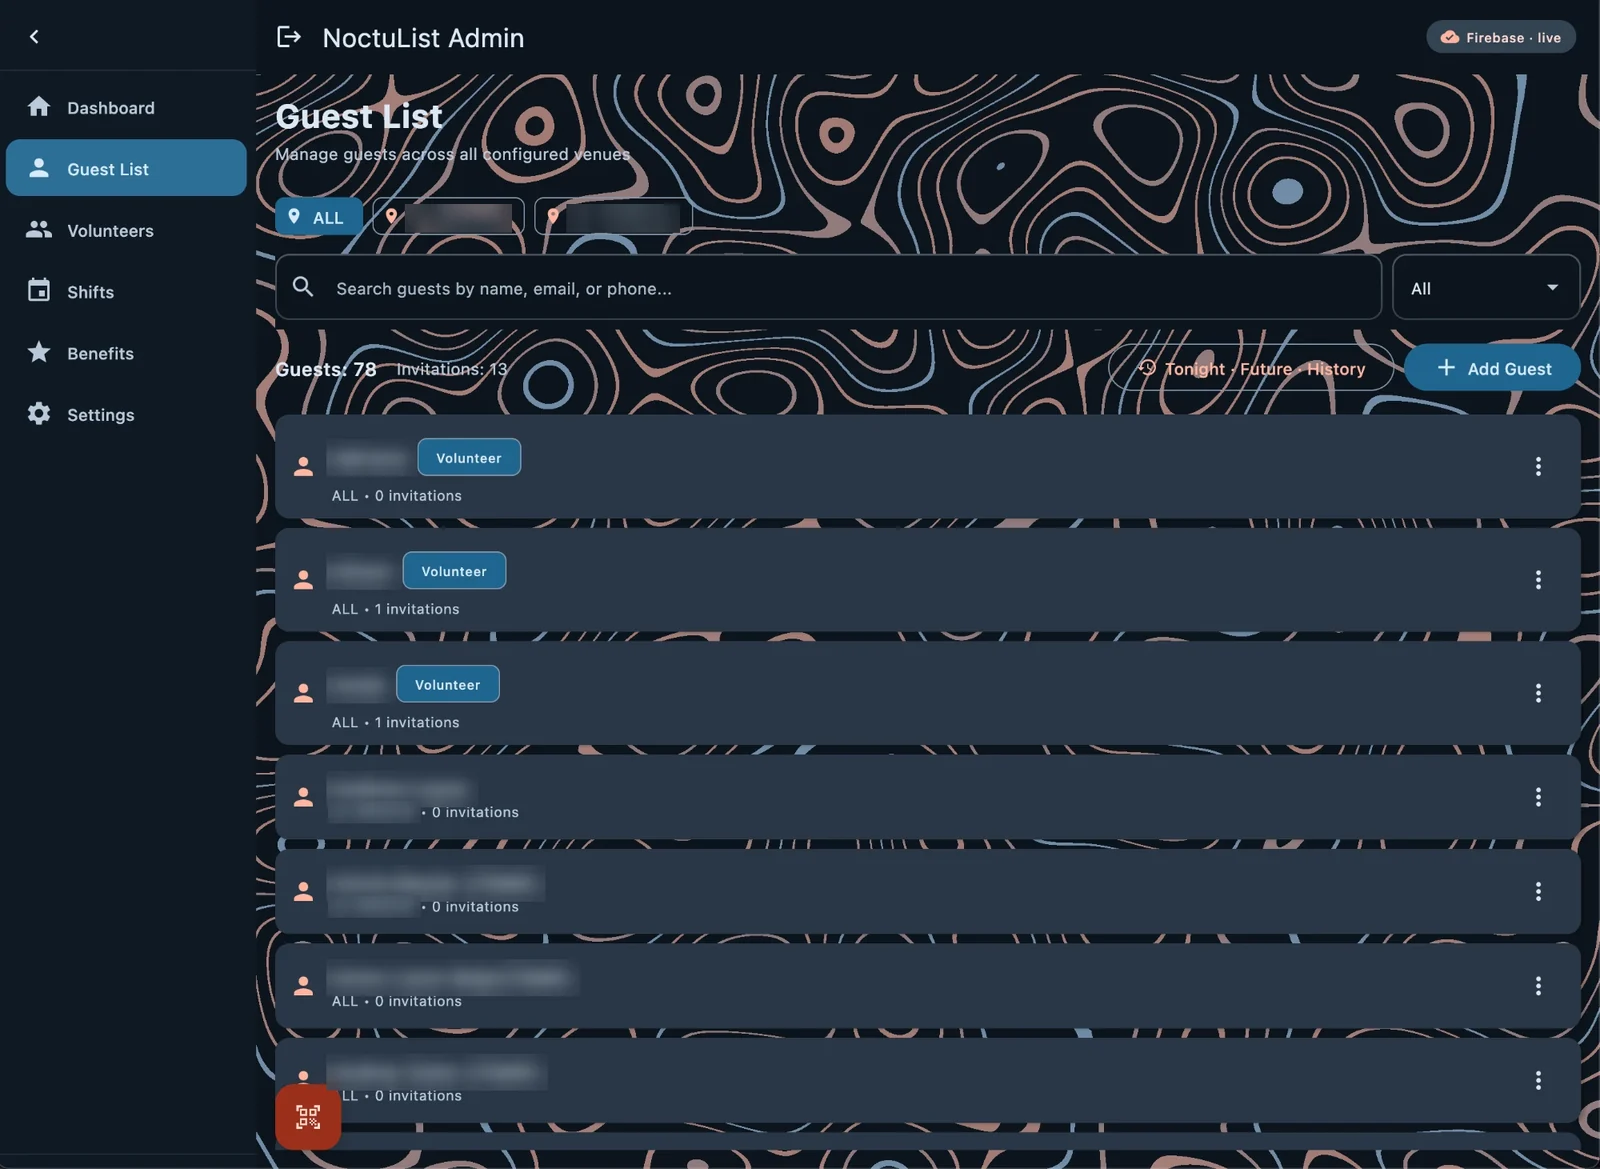 NoctuList Admin
Firebase · live
Dashboard
Guest List
Volunteers
Shifts
Benefits
Settings
Guest List
Manage guests across all configured venues
ALL
Search guests by name, email, or phone...
All
Guests: 78 Invitations: 13
Tonight · Future · History
Add Guest
Volunteer
ALL • 0 invitations
Volunteer
ALL • 1 invitations
Volunteer
ALL • 1 invitations
• 0 invitations
• 0 invitations
ALL • 0 invitations
LL • 0 invitations